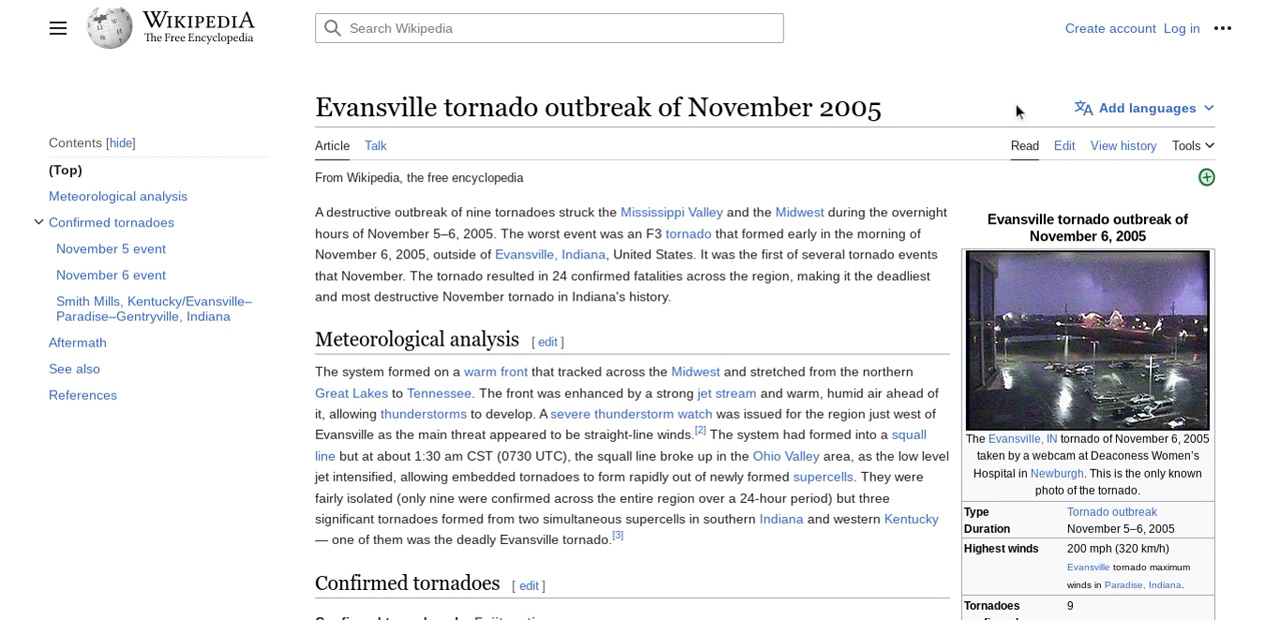 WIKIPEDIA
The Free Encyclopedia
Search Wikipedia
Create account Log in
Evansville tornado outbreak of November 2005
Add languages
Contents [hide]
(Top)
Meteorological analysis
Confirmed tornadoes
November 5 event
November 6 event
Smith Mills, Kentucky/Evansville–
Paradise–Gentryville, Indiana
Aftermath
See also
References
Article Talk
Read Edit View history Tools
From Wikipedia, the free encyclopedia
A destructive outbreak of nine tornadoes struck the Mississippi Valley and the Midwest during the overnight
hours of November 5–6, 2005. The worst event was an F3 tornado that formed early in the morning of
November 6, 2005, outside of Evansville, Indiana, United States. It was the first of several tornado events
that November. The tornado resulted in 24 confirmed fatalities across the region, making it the deadliest
and most destructive November tornado in Indiana's history.
Meteorological analysis [ edit ]
The system formed on a warm front that tracked across the Midwest and stretched from the northern
Great Lakes to Tennessee. The front was enhanced by a strong jet stream and warm, humid air ahead of
it, allowing thunderstorms to develop. A severe thunderstorm watch was issued for the region just west of
Evansville as the main threat appeared to be straight-line winds.[2] The system had formed into a squall
line but at about 1:30 am CST (0730 UTC), the squall line broke up in the Ohio Valley area, as the low level
jet intensified, allowing embedded tornadoes to form rapidly out of newly formed supercells. They were
fairly isolated (only nine were confirmed across the entire region over a 24-hour period) but three
significant tornadoes formed from two simultaneous supercells in southern Indiana and western Kentucky
— one of them was the deadly Evansville tornado.[3]
Confirmed tornadoes [ edit ]
Evansville tornado outbreak of
November 6, 2005
The Evansville, IN tornado of November 6, 2005
taken by a webcam at Deaconess Women's
Hospital in Newburgh. This is the only known
photo of the tornado.
Type Tornado outbreak
Duration November 5–6, 2005
Highest winds 200 mph (320 km/h)
Evansville tornado maximum
winds in Paradise, Indiana.
Tornadoes 9